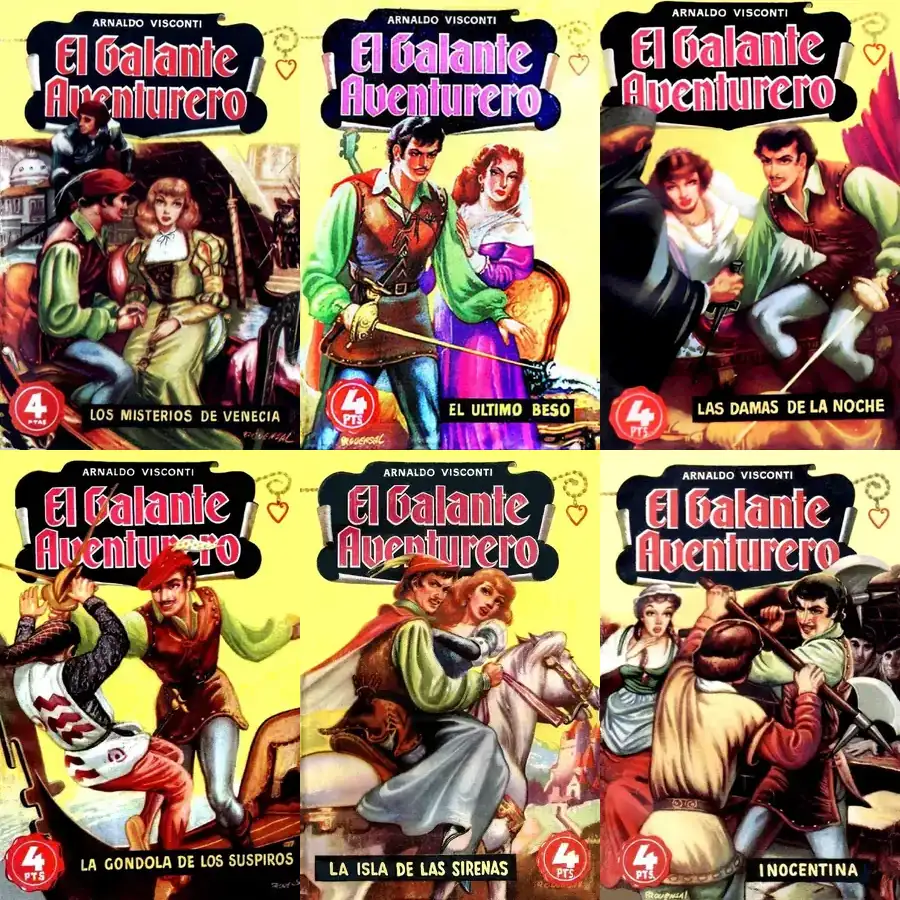 ARNALDO VISCONTI
El Galante
Aventurero
4
PTAS
LOS MISTERIOS DE VENECIA
ARNALDO VISCONTI
El Galante
Aventurero
4
PTS.
EL ULTIMO BESO
ARNALDO VISCONTI
El Galante
Aventurero
4
PTS.
LAS DAMAS DE LA NOCHE
ARNALDO VISCONTI
El Galante
Aventurero
4
PTS.
LA GONDOLA DE LOS SUSPIROS
ARNALDO VISCONTI
El Galante
Aventurero
LA ISLA DE LAS SIRENAS
4
PTS.
ARNALDO VISCONTI
El Galante
Aventurero
4
PTS.
INOCENTINA